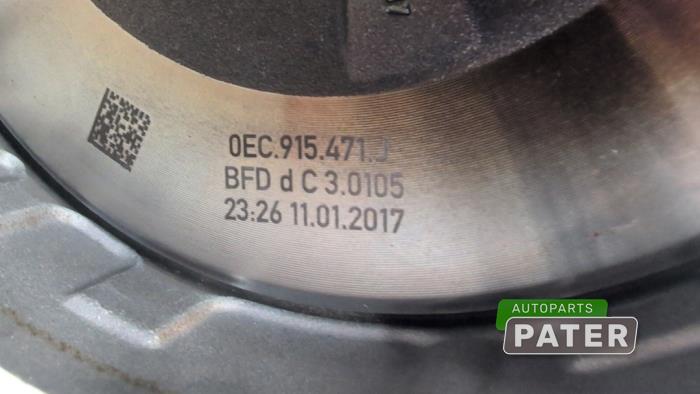 0EC.915.471.J
BFD d C 3.0105
23:26 11.01.2017
AUTOPARTS
PATER